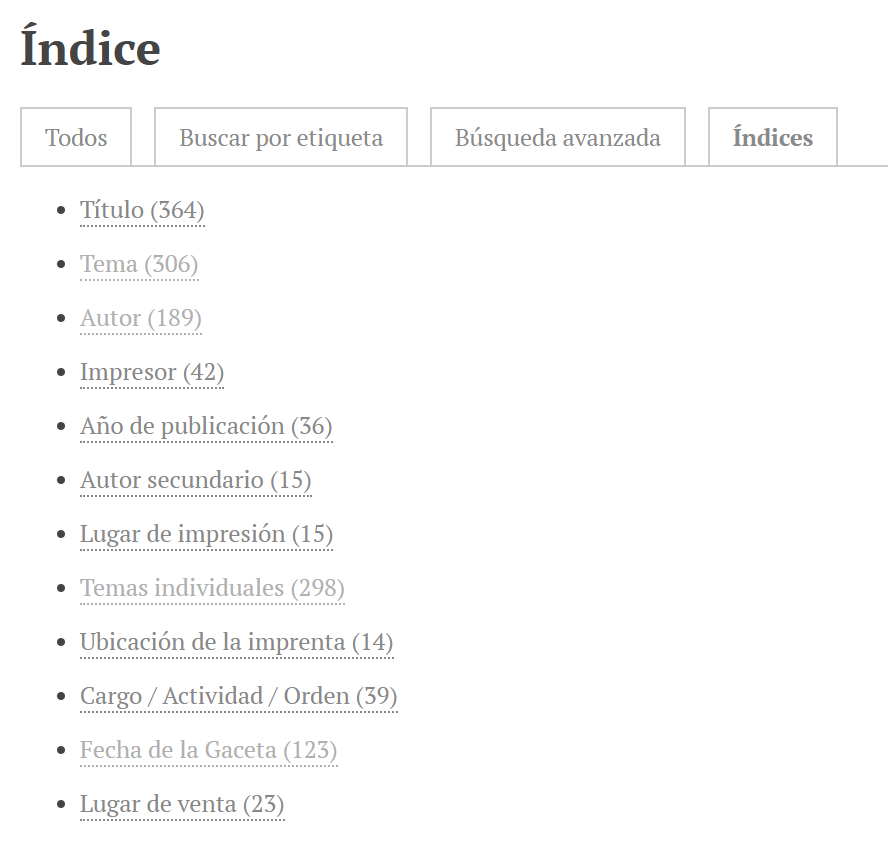 Índice
Todos Buscar por etiqueta Búsqueda avanzada Índices
Título (364)
Tema (306)
Autor (189)
Impresor (42)
Año de publicación (36)
Autor secundario (15)
Lugar de impresión (15)
Temas individuales (298)
Ubicación de la imprenta (14)
Cargo / Actividad / Orden (39)
Fecha de la Gaceta (123)
Lugar de venta (23)